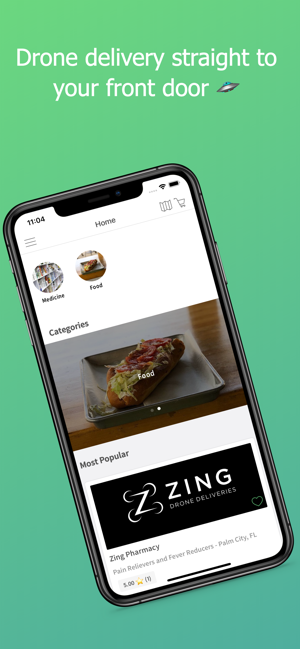 Drone delivery straight to
your front door 🛸
11:04
Home
Medicine
Food
Categories
Food
Most Popular
ZING
DRONE DELIVERIES
Zing Pharmacy
Pain Relievers and Fever Reducers - Palm City, FL
5.00 (1)